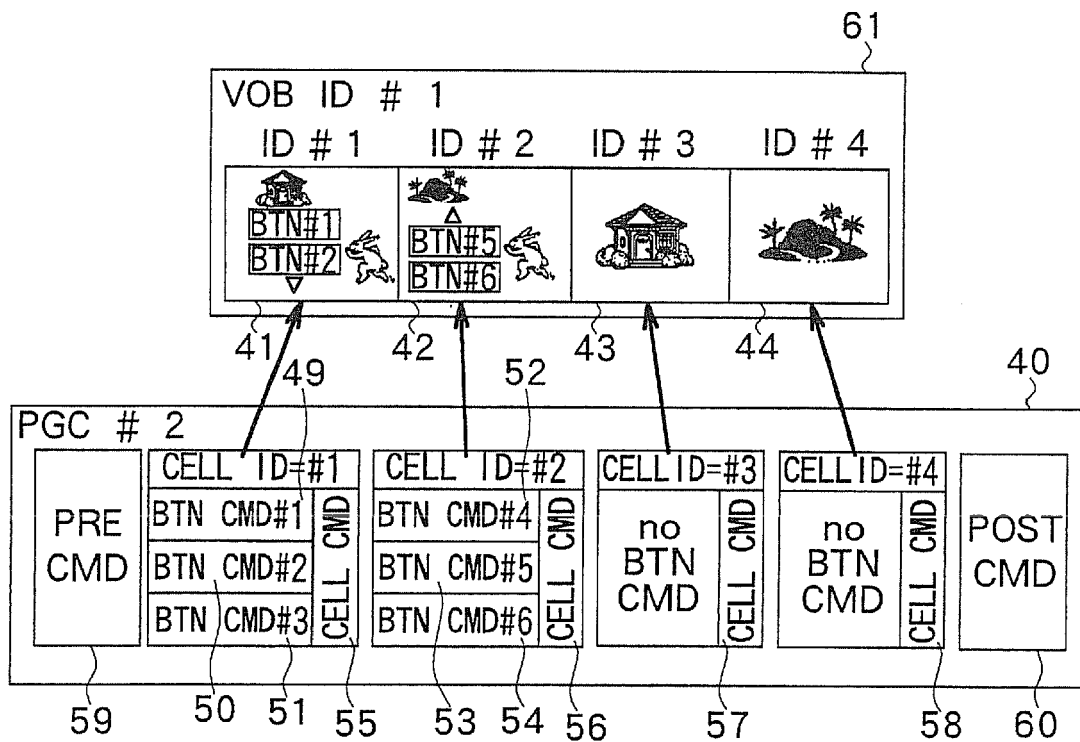 61
VOB ID # 1
ID # 1 ID # 2 ID # 3 ID # 4
BTN#1
BTN#2
BTN#5
BTN#6
41 42 43 44
49 52 40
PGC # 2
PRE
CMD
CELL ID=#1
BTN CMD#1
BTN CMD#2
BTN CMD#3
CELL CMD
CELL ID=#2
BTN CMD#4
BTN CMD#5
BTN CMD#6
CELL CMD
CELL ID=#3
no
BTN
CMD
CELL CMD
CELL ID=#4
no
BTN
CMD
CELL CMD
POST
CMD
59 50 51 55 53 54 56 57 58 60